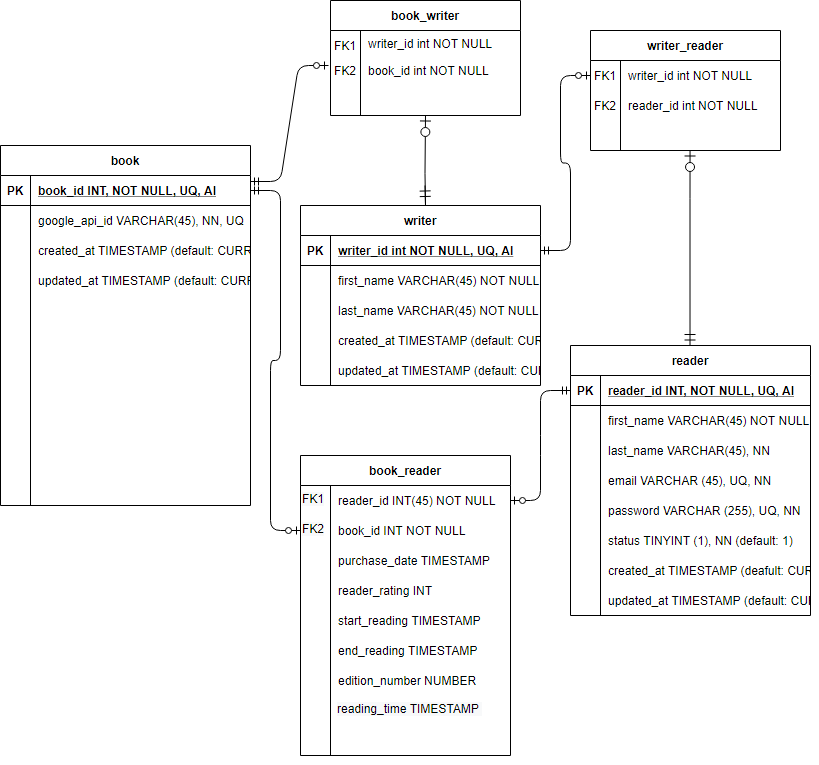 book_writer
FK1 writer_id int NOT NULL
FK2 book_id int NOT NULL
writer_reader
FK1 writer_id int NOT NULL
FK2 reader_id int NOT NULL
book
PK book_id INT, NOT NULL, UQ, AI
google_api_id VARCHAR(45), NN, UQ
created_at TIMESTAMP (default: CURR
updated_at TIMESTAMP (default: CURR
writer
PK writer_id int NOT NULL, UQ, AI
first_name VARCHAR(45) NOT NULL
last_name VARCHAR(45) NOT NULL
created_at TIMESTAMP (default: CUR
updated_at TIMESTAMP (default: CU
reader
PK reader_id INT, NOT NULL, UQ, AI
first_name VARCHAR(45) NOT NULL
last_name VARCHAR(45), NN
email VARCHAR (45), UQ, NN
password VARCHAR (255), UQ, NN
status TINYINT (1), NN (default: 1)
created_at TIMESTAMP (deafult: CUR
updated_at TIMESTAMP (default: CU
book_reader
FK1 reader_id INT(45) NOT NULL
FK2 book_id INT NOT NULL
purchase_date TIMESTAMP
reader_rating INT
start_reading TIMESTAMP
end_reading TIMESTAMP
edition_number NUMBER
reading_time TIMESTAMP